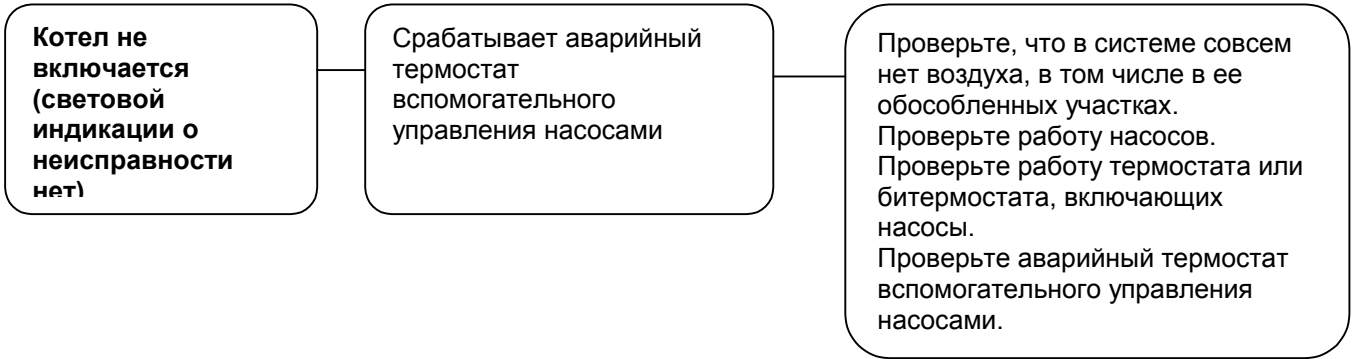 Котел не
включается
(световой
индикации о
неисправности
нет)
Срабатывает аварийный
термостат
вспомогательного
управления насосами
Проверьте, что в системе совсем
нет воздуха, в том числе в ее
обособленных участках.
Проверьте работу насосов.
Проверьте работу термостата или
битермостата, включающих
насосы.
Проверьте аварийный термостат
вспомогательного управления
насосами.